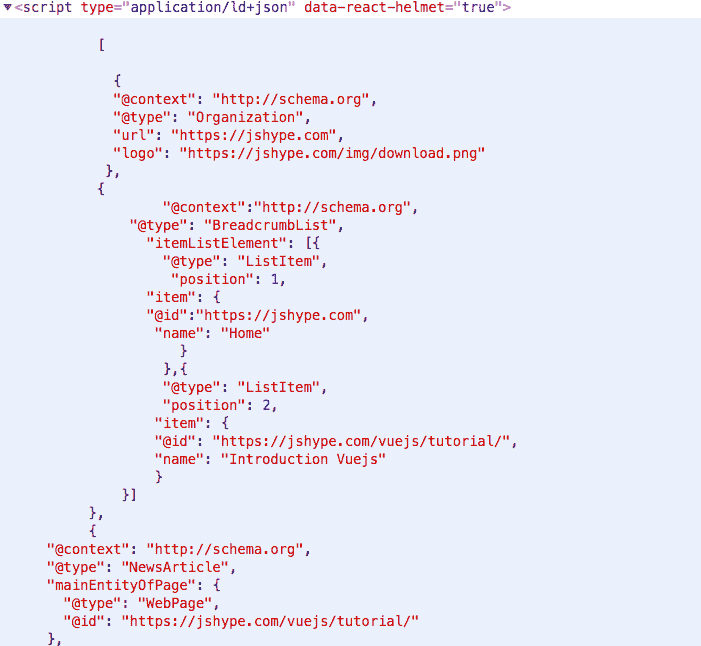 ▼<script type="application/ld+json" data-react-helmet="true">
[
{
"@context": "http://schema.org",
"@type": "Organization",
"url": "https://jshype.com",
"logo": "https://jshype.com/img/download.png"
},
{
"@context":"http://schema.org",
"@type": "BreadcrumbList",
"itemListElement": [{
"@type": "ListItem",
"position": 1,
"item": {
"@id":"https://jshype.com",
"name": "Home"
}
},{
"@type": "ListItem",
"position": 2,
"item": {
"@id": "https://jshype.com/vuejs/tutorial/",
"name": "Introduction Vuejs"
}
}]
},
{
"@context": "http://schema.org",
"@type": "NewsArticle",
"mainEntityOfPage": {
"@type": "WebPage",
"@id": "https://jshype.com/vuejs/tutorial/"
},